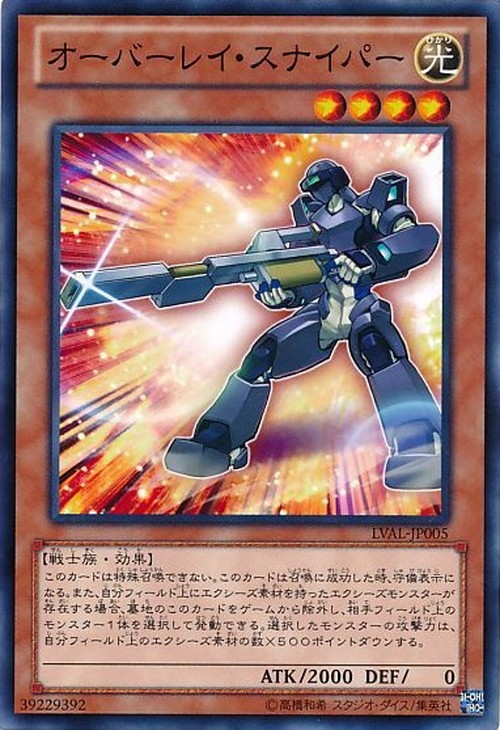 オーバーレイ・スナイパー
ひかり
光
LVAL-JP005
【戦士族・効果】
このカードは特殊召喚できない。このカードは召喚に成功した時、守備表示に
なる。また、自分フィールド上にエクシーズ素材を持ったエクシーズモンスターが
存在する場合、墓地のこのカードをゲームから除外し、相手フィールド上の
モンスター1体を選択して発動できる。選択したモンスターの攻撃力は、
自分フィールド上のエクシーズ素材の数×500ポイントダウンする。
ATK/2000 DEF/ 0
39229392
©高橋和希 スタジオ・ダイス/集英社